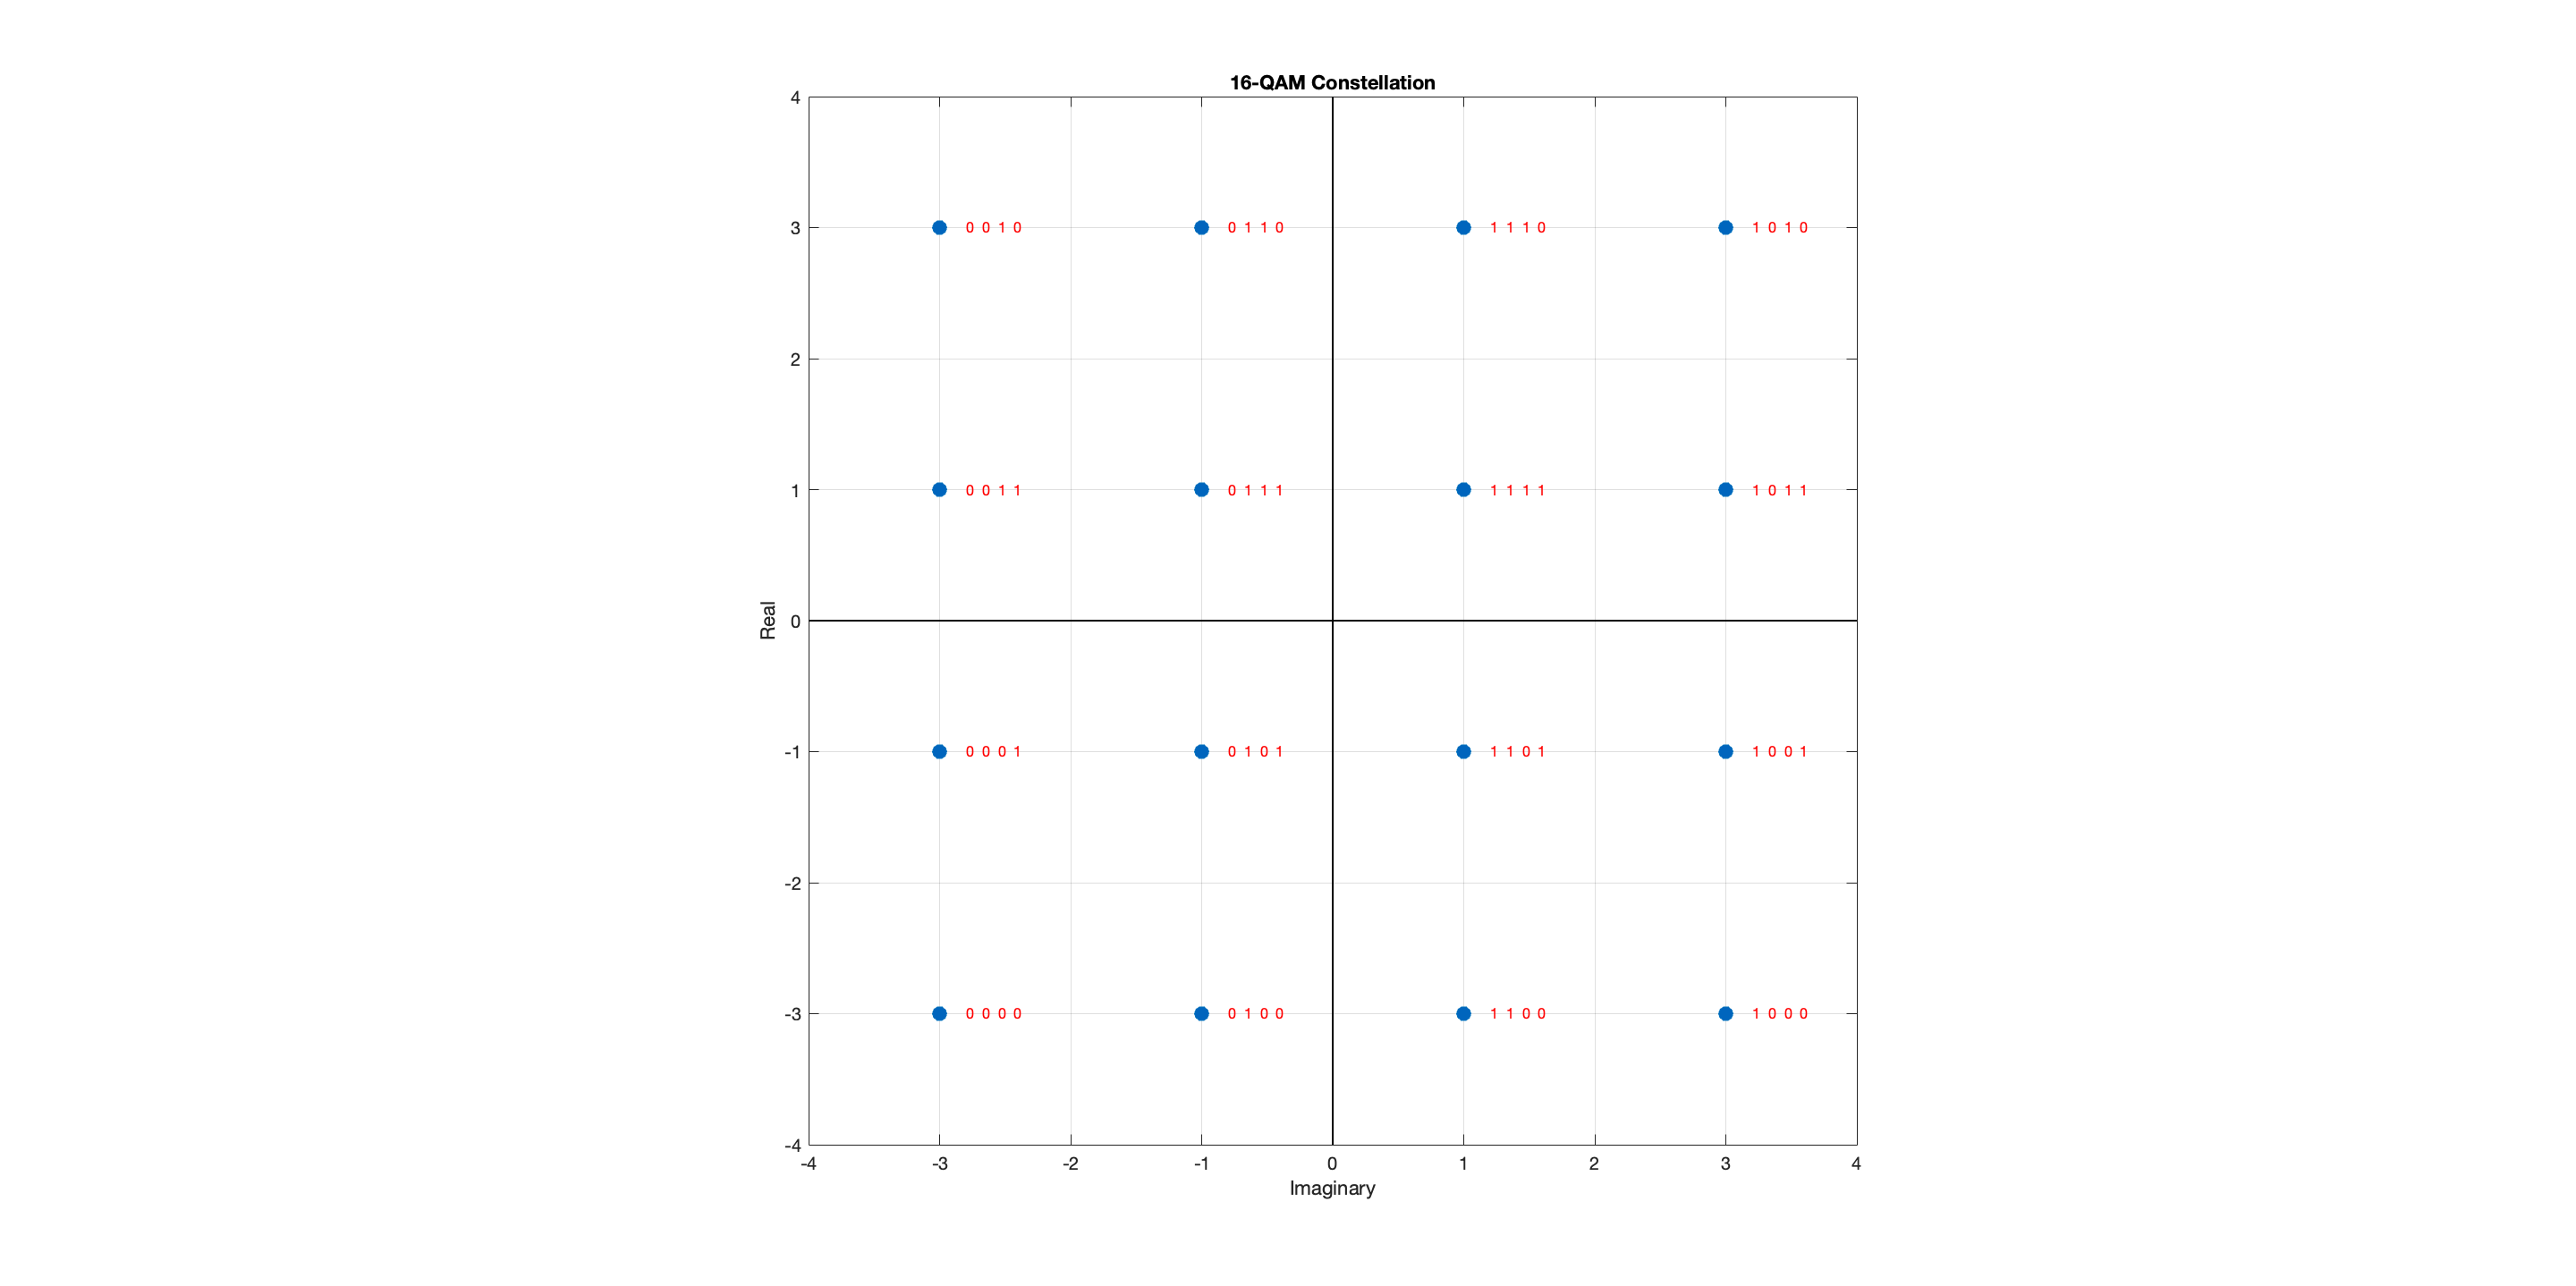 16-QAM Constellation
4
3
0 0 1 0
0 1 1 0
1 1 1 0
1 0 1 0
2
1
0 0 1 1
0 1 1 1
1 1 1 1
1 0 1 1
Real
0
-1
0 0 0 1
0 1 0 1
1 1 0 1
1 0 0 1
-2
-3
0 0 0 0
0 1 0 0
1 1 0 0
1 0 0 0
-4
-4 -3 -2 -1 0 1 2 3 4
Imaginary